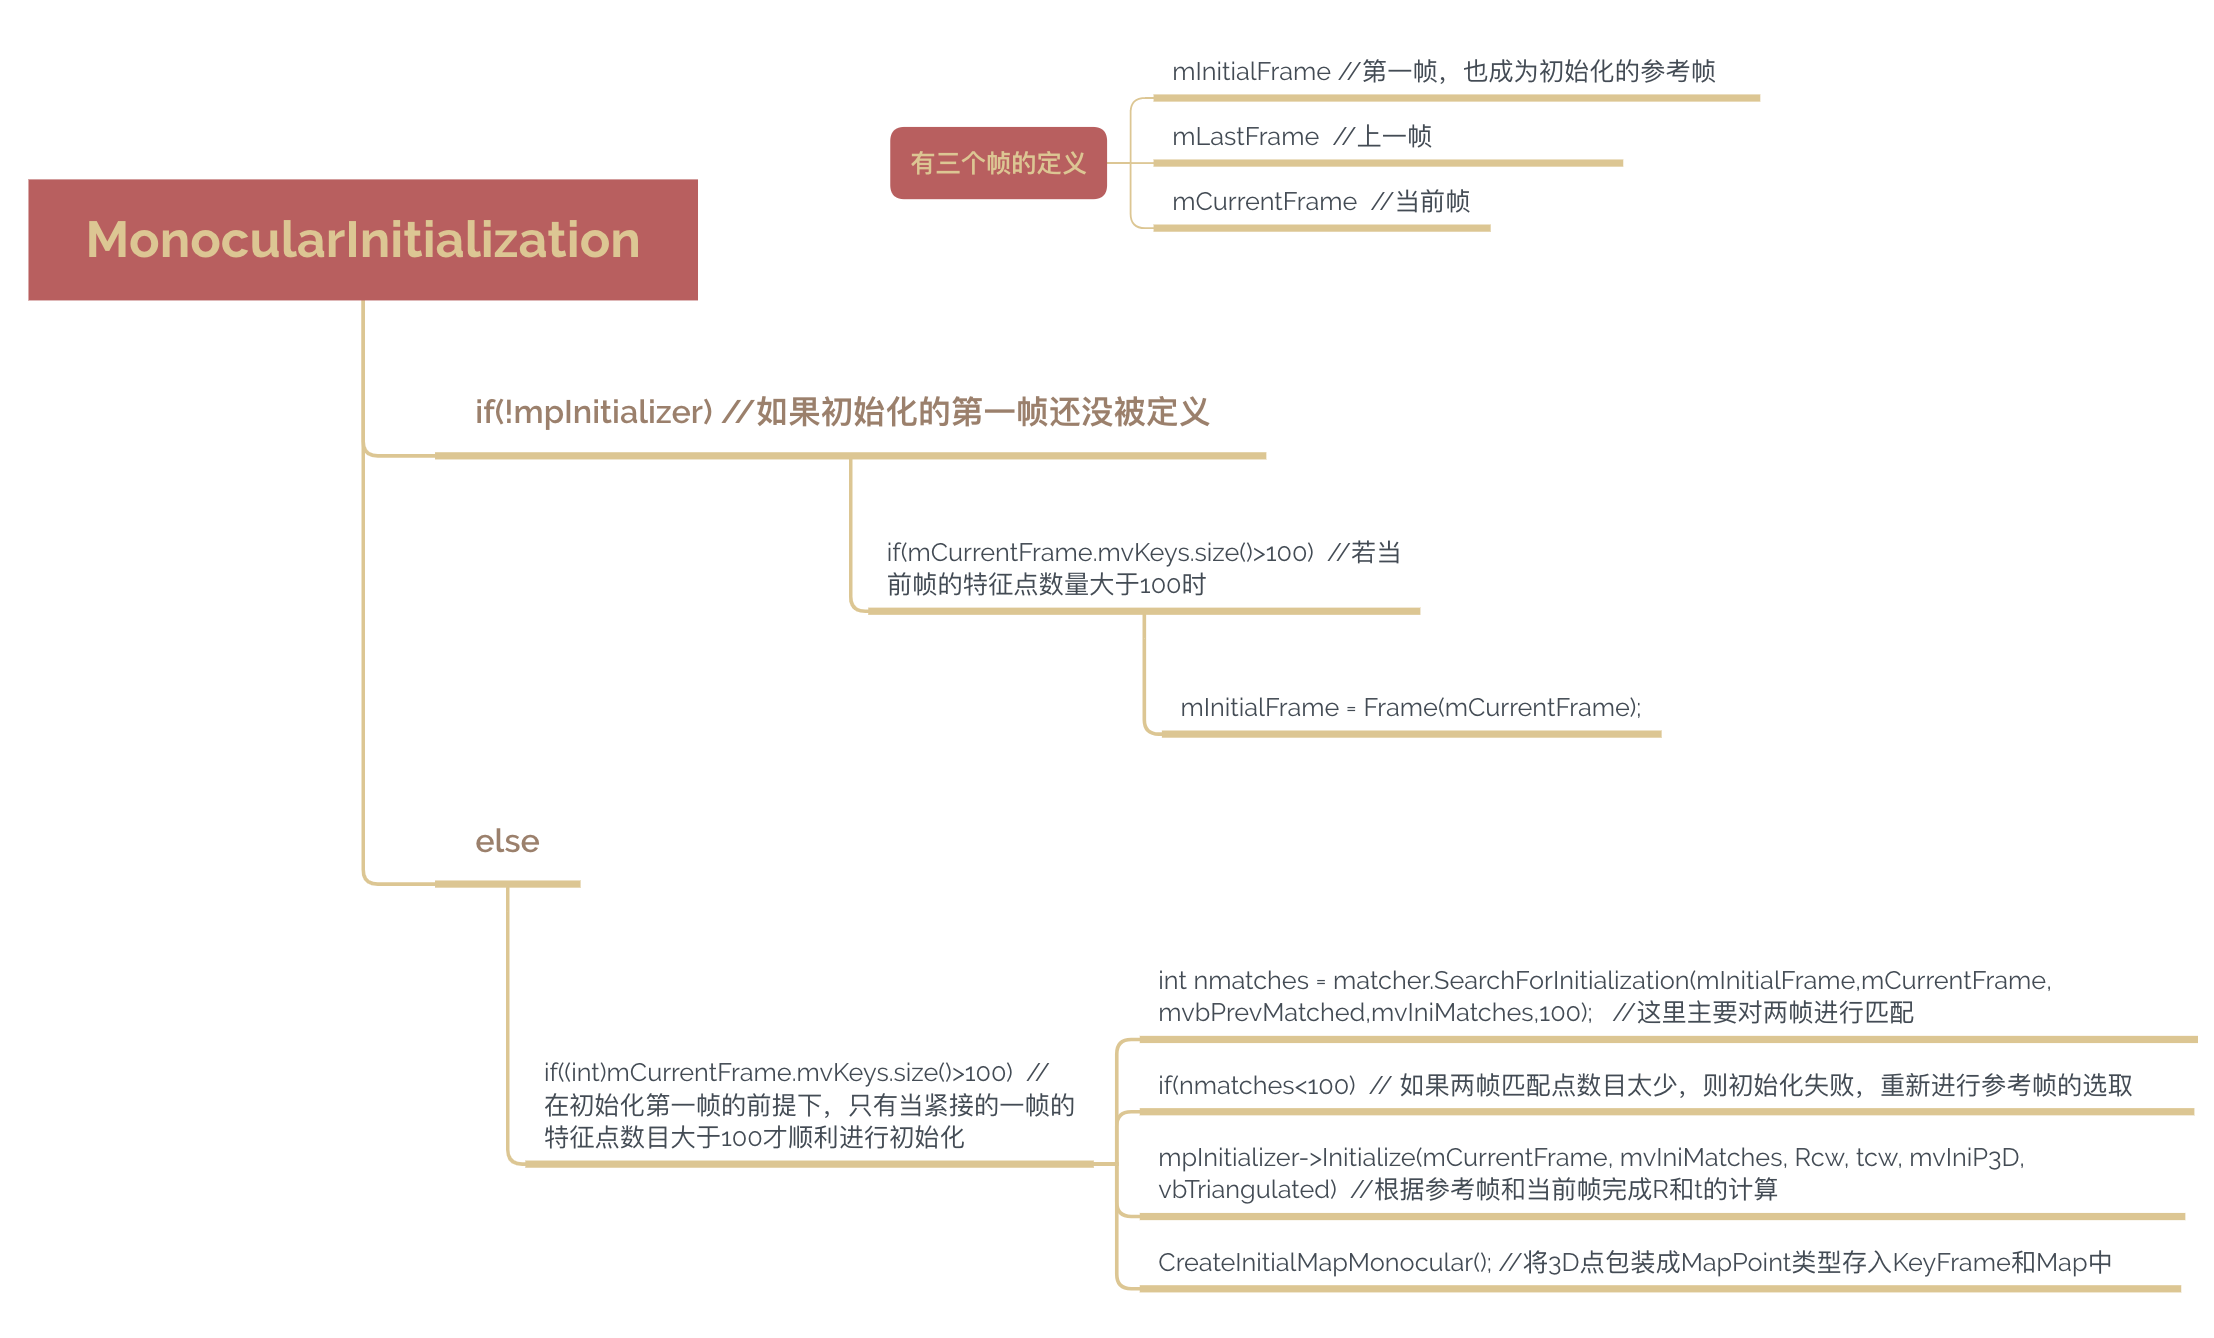 mInitialFrame //第一帧，也成为初始化的参考帧
mLastFrame //上一帧
有三个帧的定义
mCurrentFrame //当前帧
MonocularInitialization
if(!mpInitializer) //如果初始化的第一帧还没被定义
if(mCurrentFrame.mvKeys.size()>100) //若当
前帧的特征点数量大于100时
mInitialFrame = Frame(mCurrentFrame);
else
if((int)mCurrentFrame.mvKeys.size()>100) //
在初始化第一帧的前提下，只有当紧接的一帧的
特征点数目大于100才顺利进行初始化
int nmatches = matcher.SearchForInitialization(mInitialFrame,mCurrentFrame,
mvbPrevMatched,mvIniMatches,100); //这里主要对两帧进行匹配
if(nmatches<100) // 如果两帧匹配点数目太少，则初始化失败，重新进行参考帧的选取
mpInitializer->Initialize(mCurrentFrame, mvIniMatches, Rcw, tcw, mvIniP3D,
vbTriangulated) //根据参考帧和当前帧完成R和t的计算
CreateInitialMapMonocular(); //将3D点包装成MapPoint类型存入KeyFrame和Map中